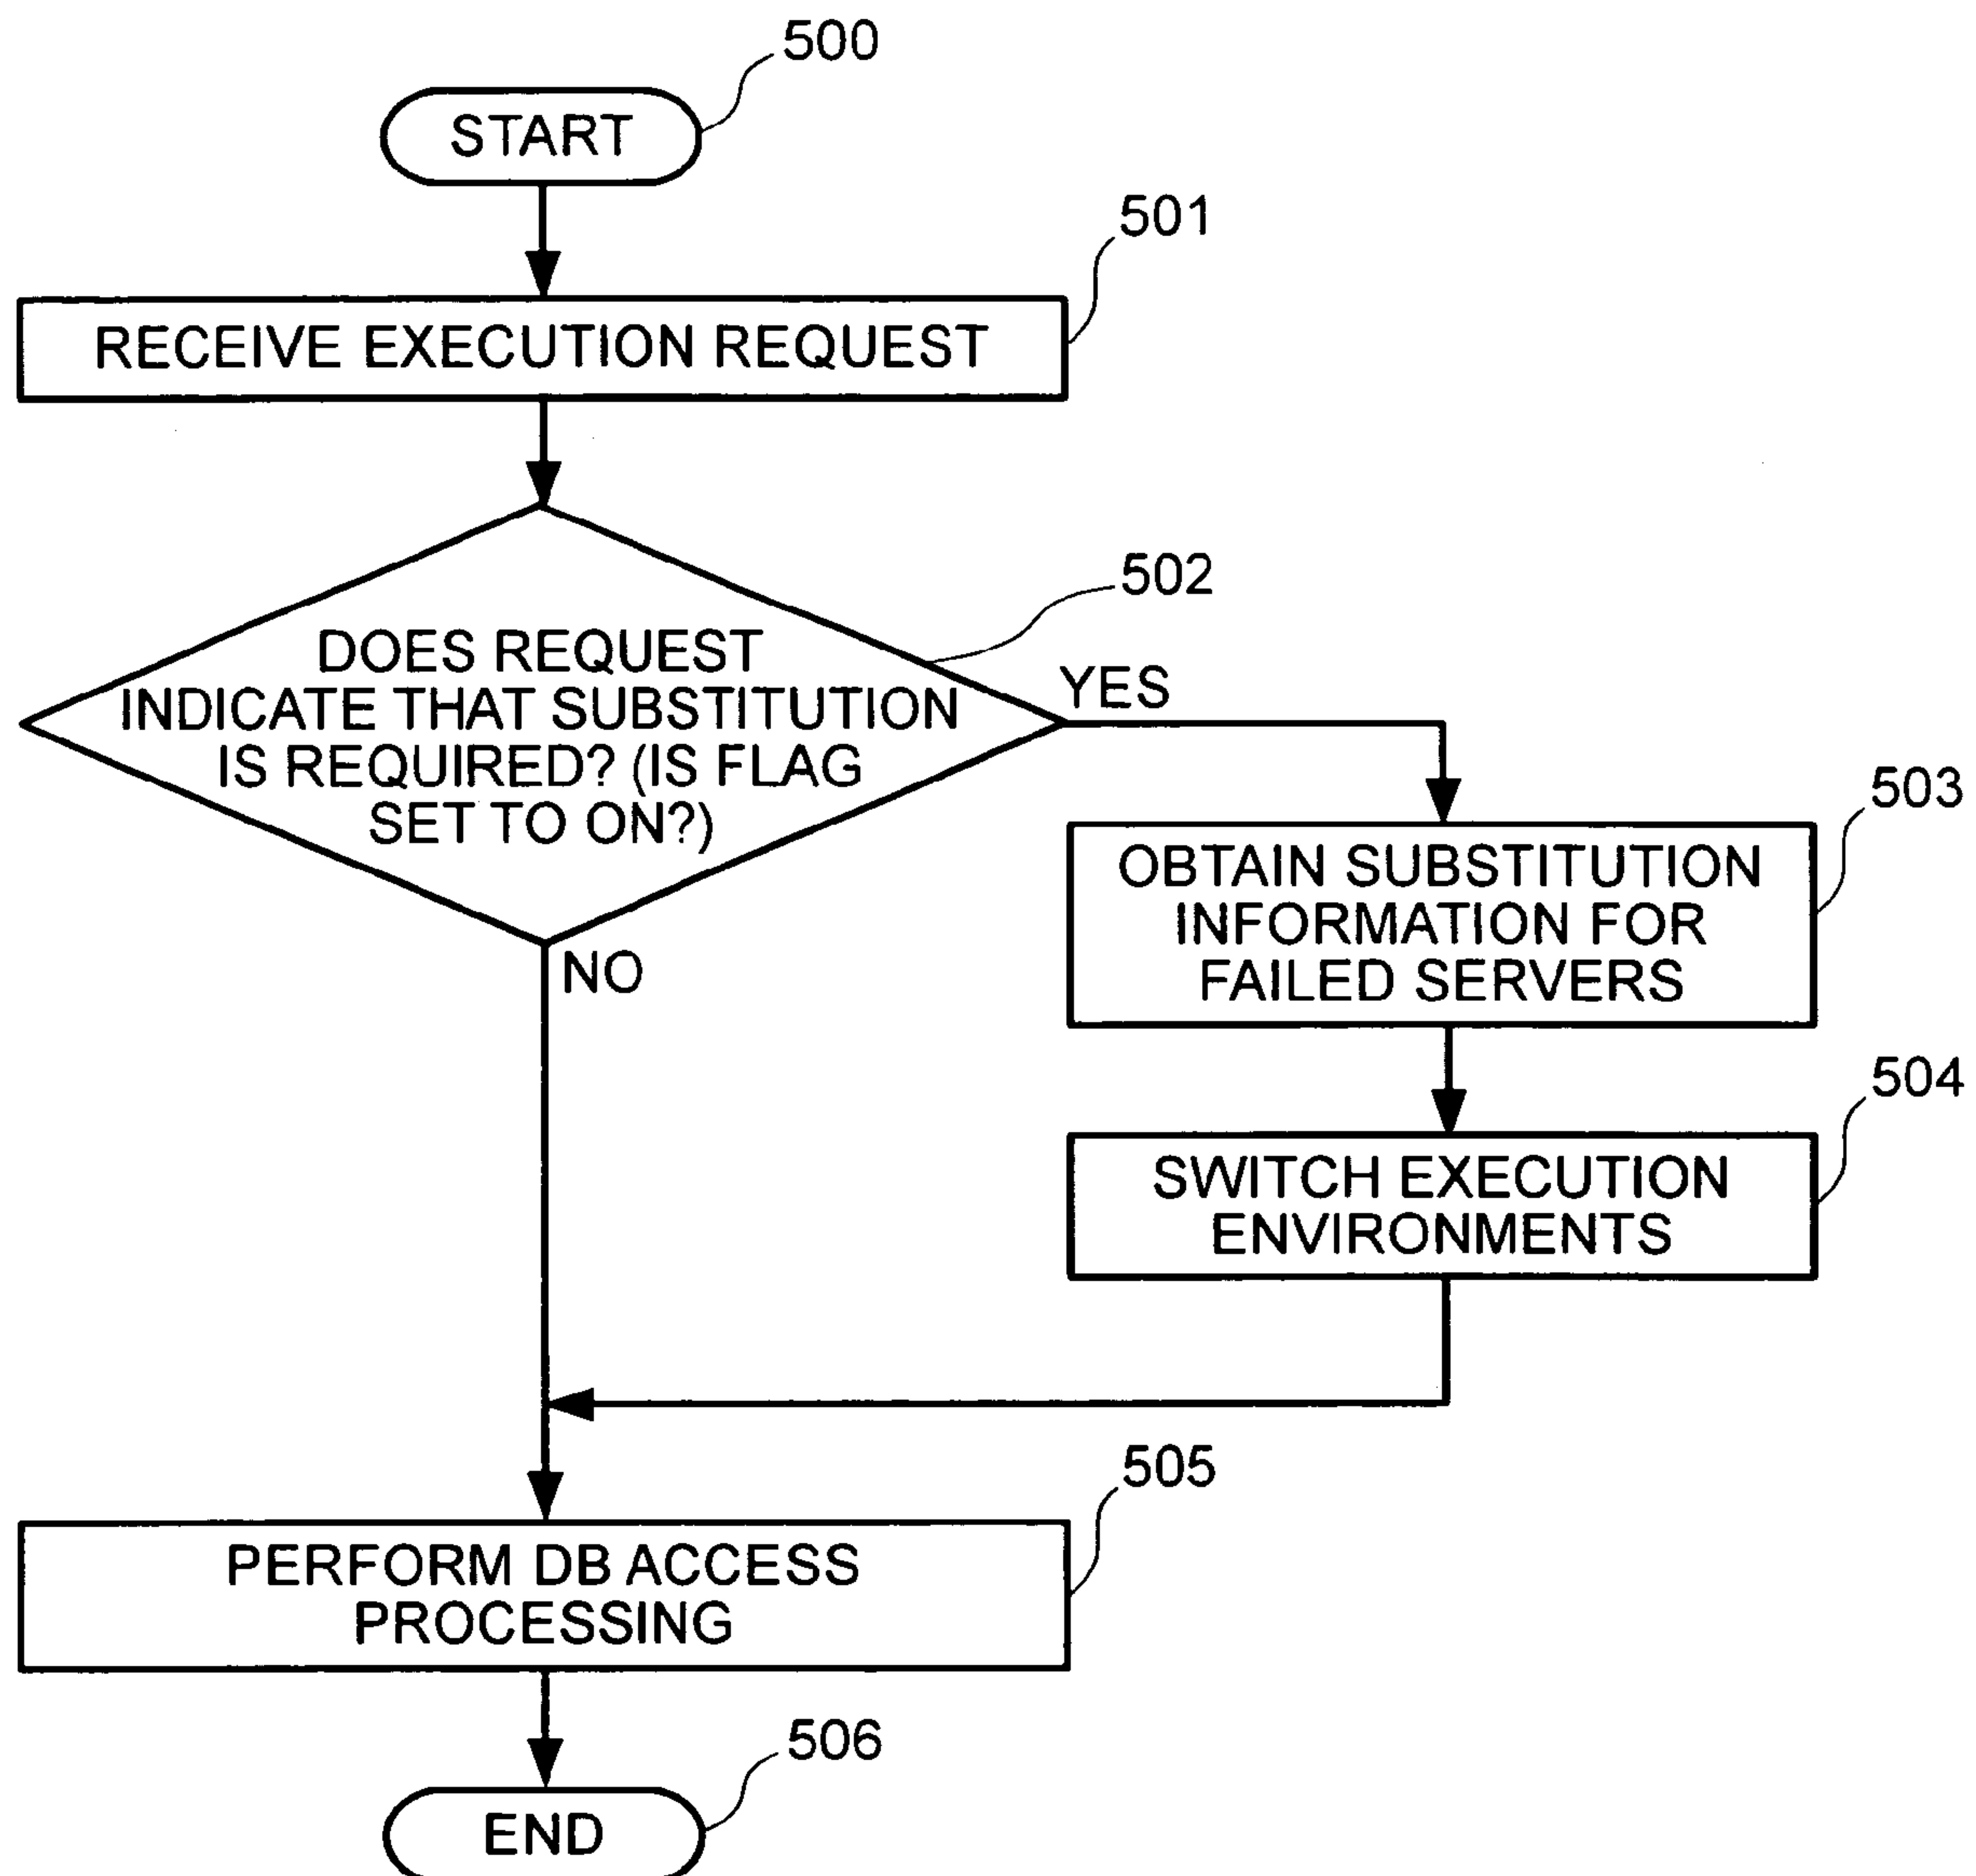 500
START
501
RECEIVE EXECUTION REQUEST
502
DOES REQUEST
INDICATE THAT SUBSTITUTION
IS REQUIRED? (IS FLAG
SET TO ON?)
YES
NO
503
OBTAIN SUBSTITUTION
INFORMATION FOR
FAILED SERVERS
504
SWITCH EXECUTION
ENVIRONMENTS
505
PERFORM DB ACCESS
PROCESSING
506
END